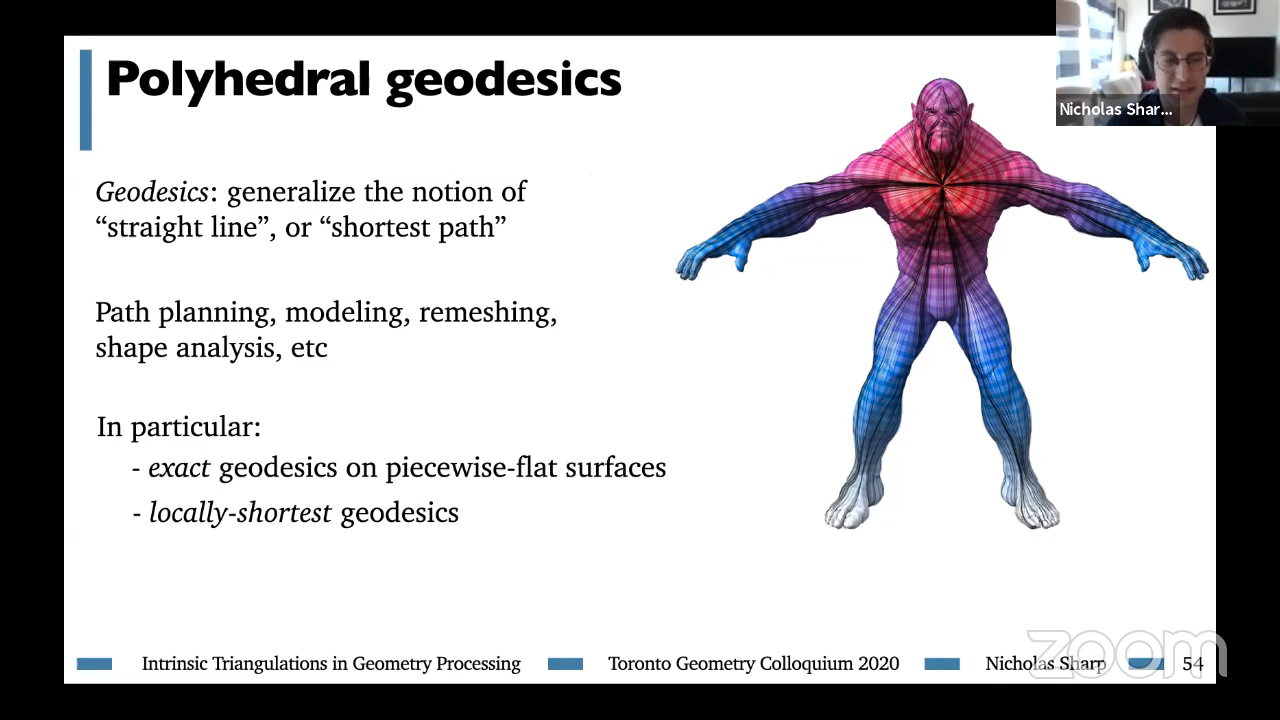 Polyhedral geodesics
Nicholas Shar...
Geodesics: generalize the notion of
“straight line”, or “shortest path”
Path planning, modeling, remeshing,
shape analysis, etc
In particular:
- exact geodesics on piecewise-flat surfaces
- locally-shortest geodesics
zoom
Intrinsic Triangulations in Geometry Processing
Toronto Geometry Colloquium 2020
Nicholas Sharp
54